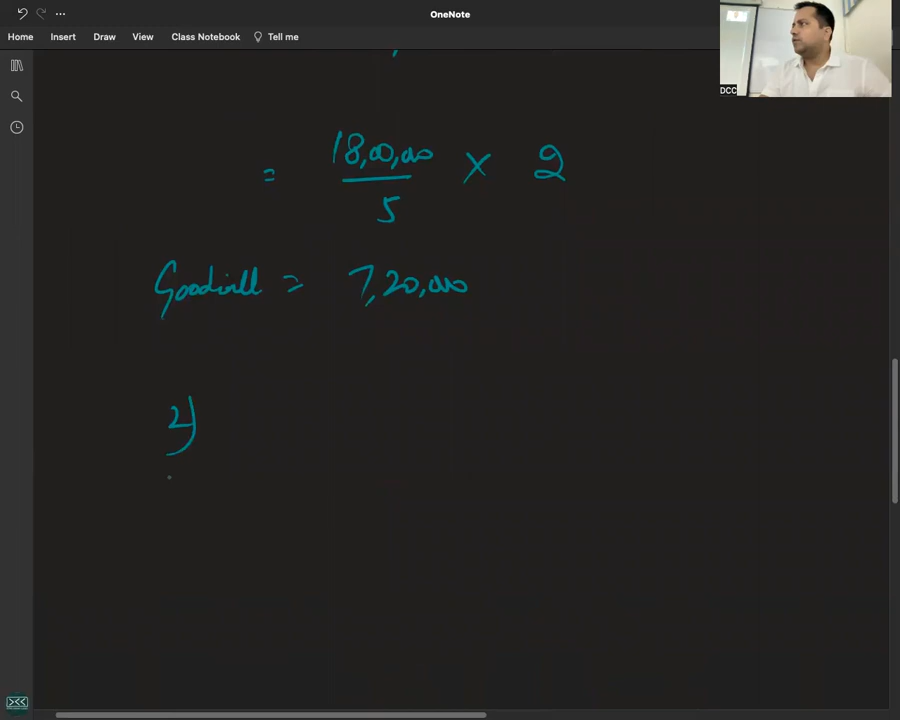 OneNote
Home Insert Draw View Class Notebook Tell me
DCC
= 18,00,000 × 2
5
Goodwill = 7,20,000
2)